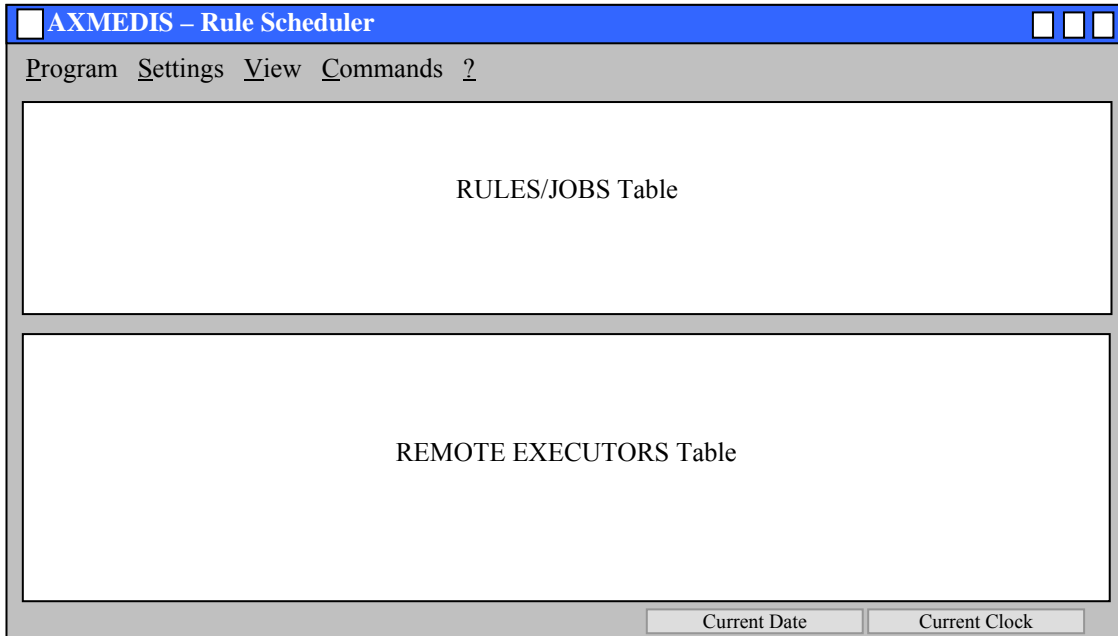 AXMEDIS – Rule Scheduler
Program Settings View Commands ?
RULES/JOBS Table
REMOTE EXECUTORS Table
Current Date Current Clock